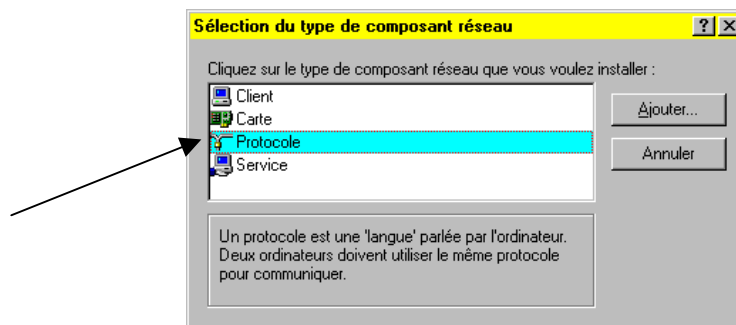 Sélection du type de composant réseau
Cliquez sur le type de composant réseau que vous voulez installer :
Client
Carte
Protocole
Service
Ajouter...
Annuler
Un protocole est une 'langue' parlée par l'ordinateur.
Deux ordinateurs doivent utiliser le même protocole
pour communiquer.